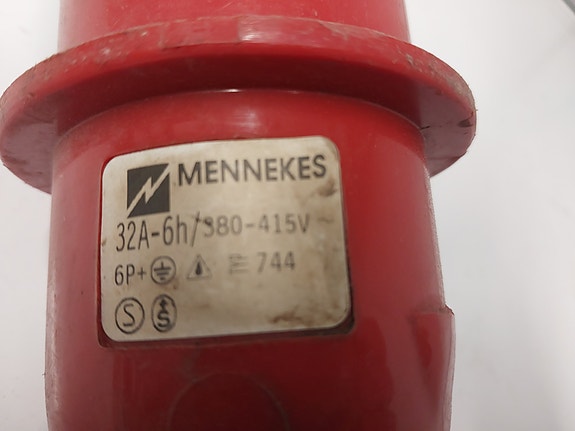 MENNEKES
32A-6h/380-415V
6P+ 744
S
S